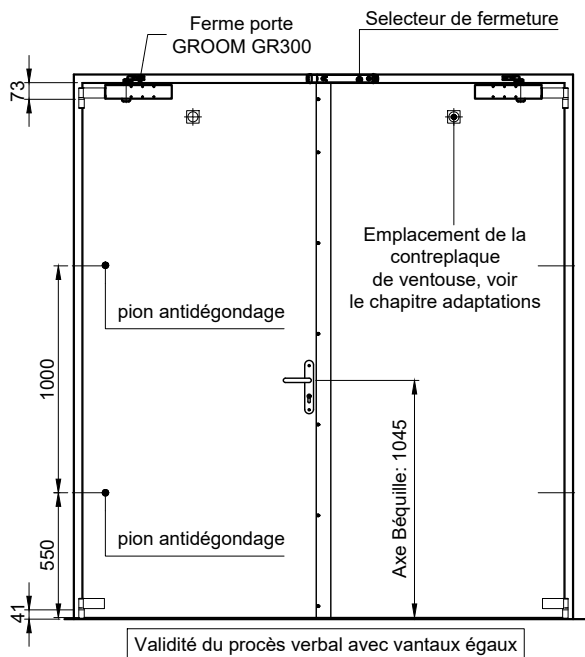 Ferme porte
GROOM GR300
Selecteur de fermeture
73
Emplacement de la
contreplaque
de ventouse, voir
le chapitre adaptations
pion antidégondage
1000
Axe Béquille: 1045
pion antidégondage
550
41
Validité du procès verbal avec vantaux égaux